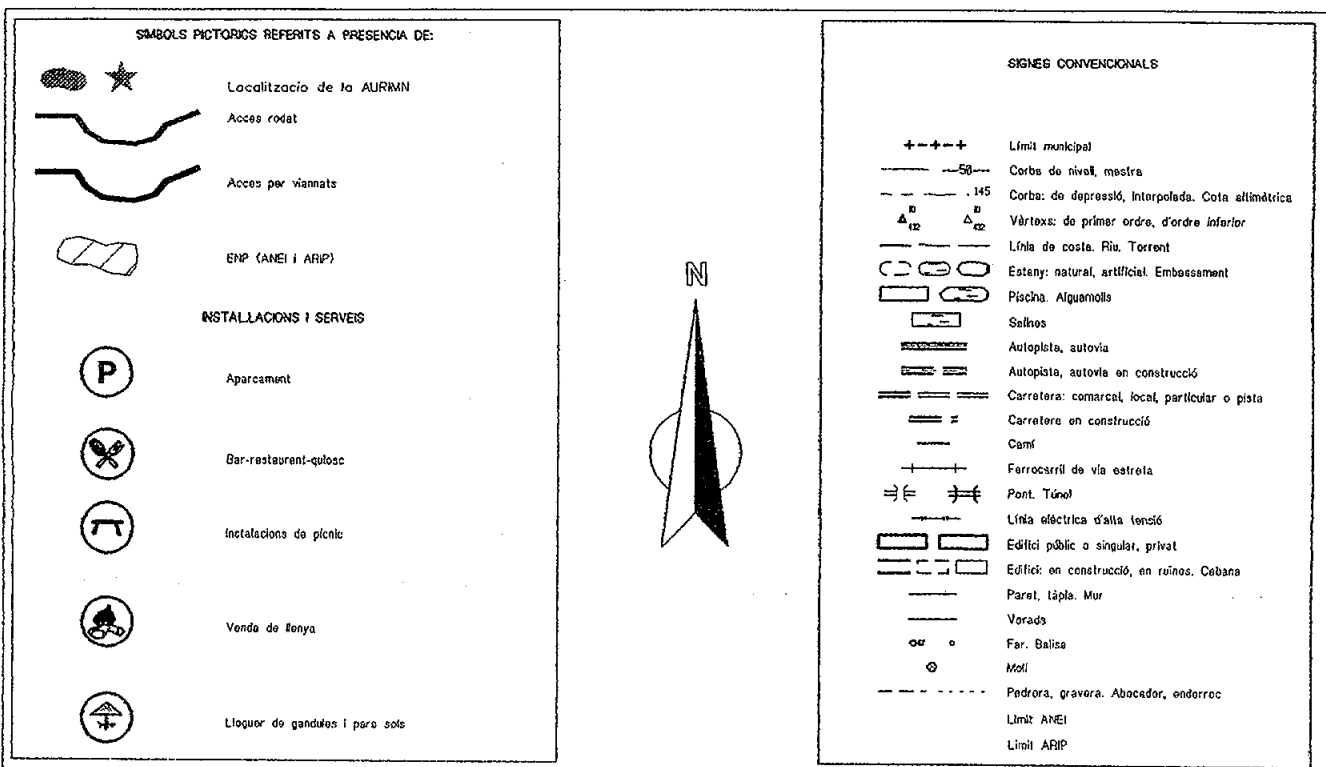 SIMBOLS PICTORICS REFERITS A PRESENCIA DE:
Localitzacio de la AURIMN
Acces rodat
Acces per viannats
ENP (ANEI i ARIP)
INSTAL.LACIONS I SERVEIS
P
Aparcament
Bar-restaurent-quiosc
Instalacions de picnic
Venda de llenya
Lloguer de gandules i para sols
N
SIGNES CONVENCIONALS
Límit municipal
50
Corba de nivell, mestra
.145
Corba: de depressió, interpolada. Cota altimètrica
432 432
Vèrtexs: de primer ordre, d'ordre inferior
Línia de costa. Riu. Torrent
Estany: natural, artificial. Embassament
Piscina. Aiguamolls
Salines
Autopista, autovia
Autopista, autovia en construcció
Carretera: comarcal, local, particular o pista
Carretera en construcció
Camí
Ferrocarril de via estreta
Pont. Túnel
Línia elèctrica d'alta tensió
Edifici públic o singular, privat
Edifici: en construcció, en ruïnes. Cabana
Paret, tàpia. Mur
Vorada
Far. Balisa
Molí
Pedrera, gravera. Abocador, enderroc
Límit ANEI
Límit ARIP